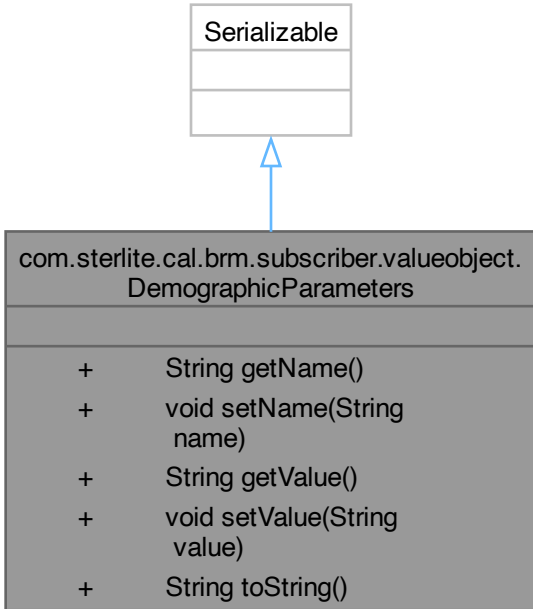 Serializable
com.sterlite.cal.brm.subscriber.valueobject.
DemographicParameters
+ String getName()
+ void setName(String
name)
+ String getValue()
+ void setValue(String
value)
+ String toString()